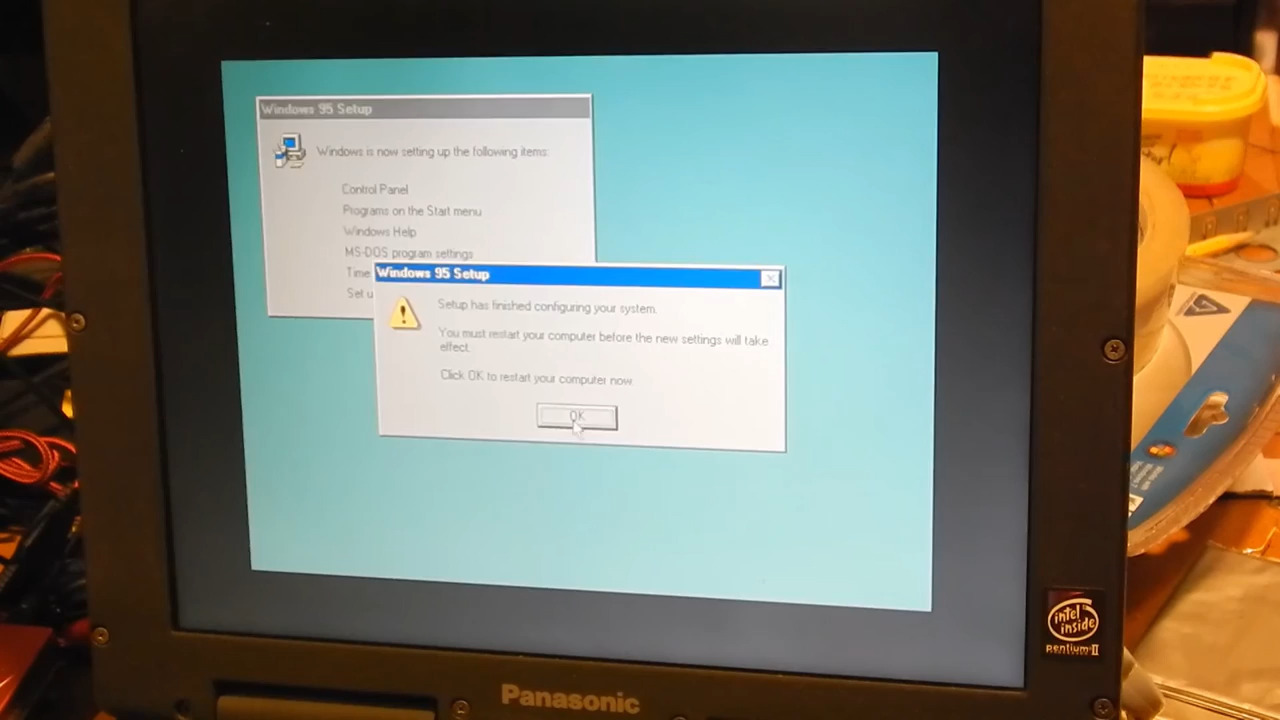 Windows 95 Setup
Windows is now setting up the following items:
Control Panel
Programs on the Start menu
Windows Help
MS-DOS program settings
Time
Set u
Windows 95 Setup
Setup has finished configuring your system.
You must restart your computer before the new settings will take
effect.
Click OK to restart your computer now.
OK
intel
inside
pentium II
Panasonic